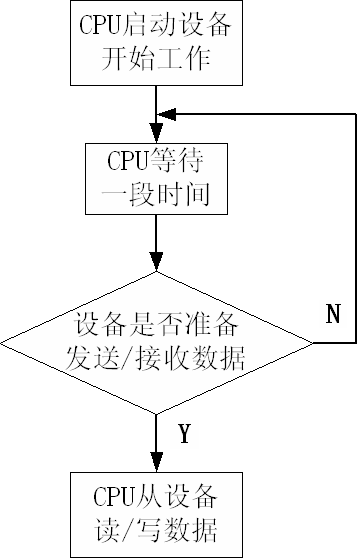 CPU启动设备
开始工作
CPU等待
一段时间
设备是否准备
发送/接收数据
N
Y
CPU从设备
读/写数据